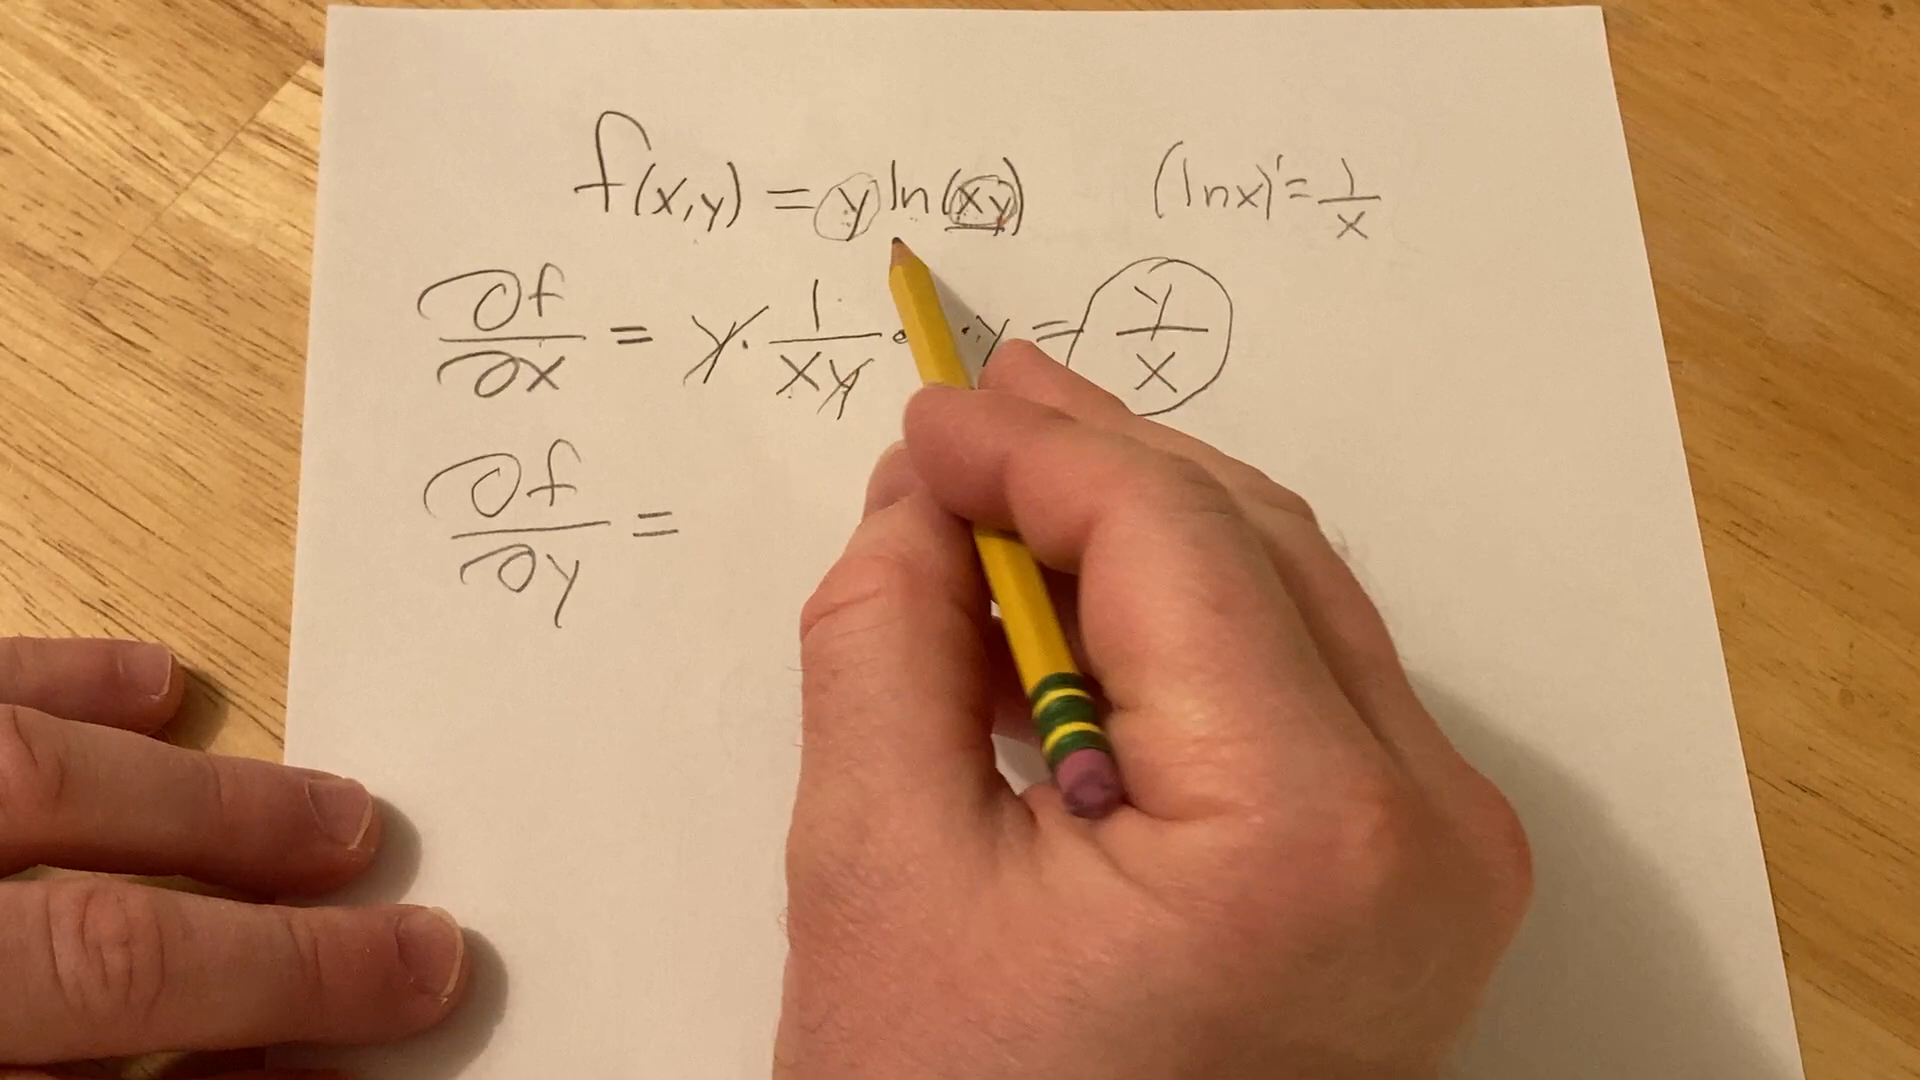 f(x,y) = y ln(xy) (ln x)' = 1/x
∂f/∂x = y · 1/xy · · y = y/x
∂f/∂y =